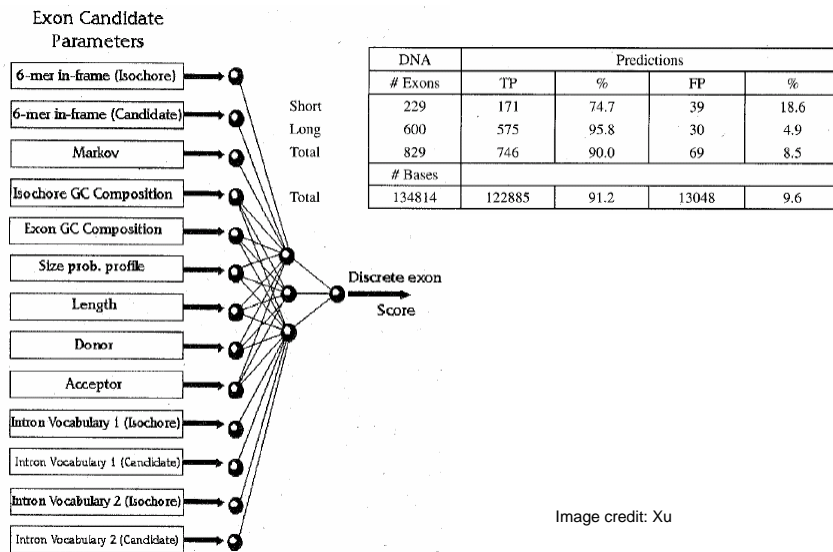 Exon Candidate
Parameters
6-mer in-frame (Isochore)
6-mer in-frame (Candidate)
Markov
Isochore GC Composition
Exon GC Composition
Size prob. profile
Length
Donor
Acceptor
Intron Vocabulary 1 (Isochore)
Intron Vocabulary 1 (Candidate)
Intron Vocabulary 2 (Isochore)
Intron Vocabulary 2 (Candidate)
Discrete exon
Score
DNA Predictions
# Exons TP % FP %
Short 229 171 74.7 39 18.6
Long 600 575 95.8 30 4.9
Total 829 746 90.0 69 8.5
# Bases
Total 134814 122885 91.2 13048 9.6
Image credit: Xu